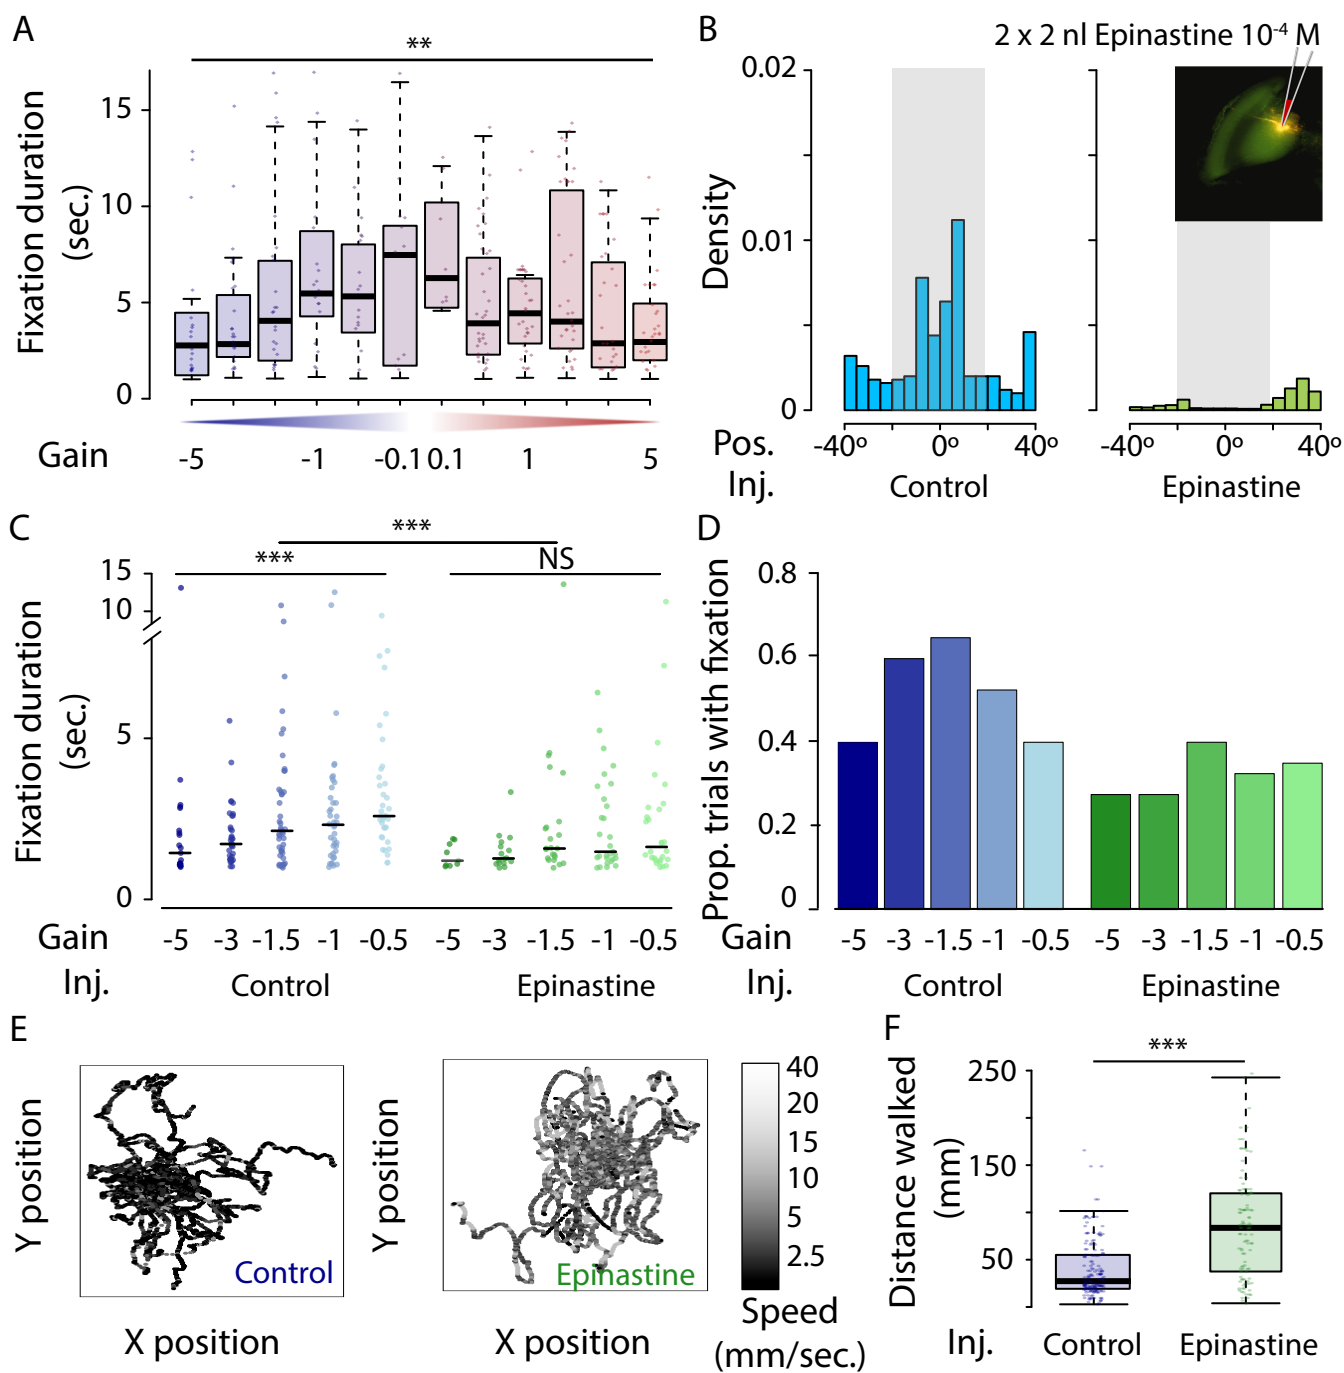 A
**
Fixation duration
(sec.)
15
10
5
0
Gain
-5 -1 -0.1 0.1 1 5
B
2 x 2 nl Epinastine 10⁻⁴ M
Density
0.02
0.01
0
Pos. -40º 0º 40º -40º 0º 40º
Inj. Control Epinastine
C
***
*** NS
Fixation duration
(sec.)
15
10
5
0
Gain -5 -3 -1.5 -1 -0.5 -5 -3 -1.5 -1 -0.5
Inj. Control Epinastine
D
Prop. trials with fixation
0.8
0.6
0.4
0.2
0
Gain -5 -3 -1.5 -1 -0.5 -5 -3 -1.5 -1 -0.5
Inj. Control Epinastine
E
Y position
Control
X position
Y position
Epinastine
X position
40
20
15
10
5
2.5
Speed
(mm/sec.)
F
***
Distance walked
(mm)
250
150
50
Inj. Control Epinastine